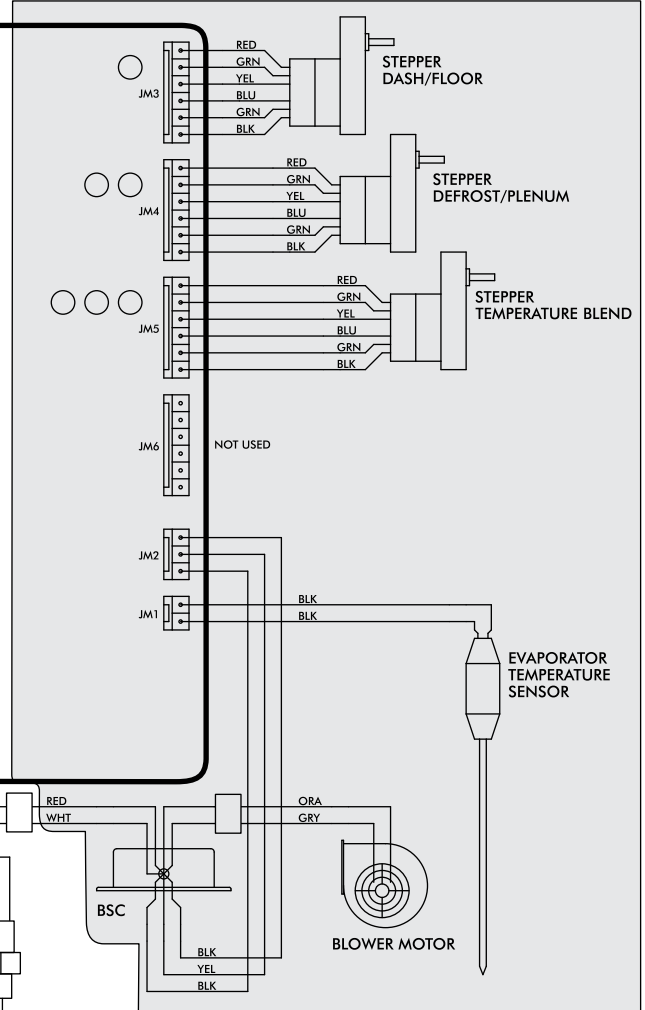 RED
GRN
YEL
BLU
GRN
BLK
JM3
STEPPER
DASH/FLOOR
RED
GRN
YEL
BLU
GRN
BLK
JM4
STEPPER
DEFROST/PLENUM
RED
GRN
YEL
BLU
GRN
BLK
JM5
STEPPER
TEMPERATURE BLEND
JM6
NOT USED
JM2
JM1
BLK
BLK
EVAPORATOR
TEMPERATURE
SENSOR
RED
WHT
ORA
GRY
BSC
BLOWER MOTOR
BLK
YEL
BLK